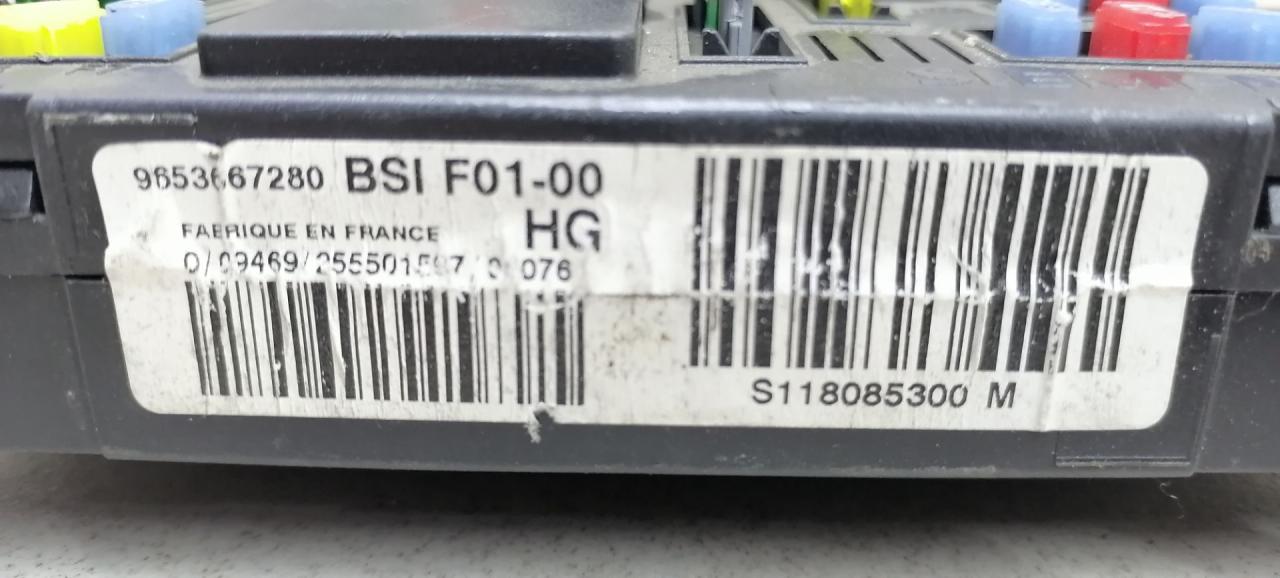 9653667280 BSI F01-00
HG
FABRIQUE EN FRANCE
S118085300 M